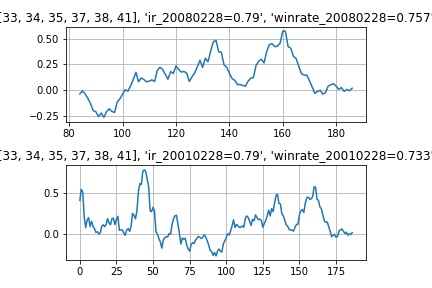 [33, 34, 35, 37, 38, 41], 'ir_20080228=0.79', 'winrate_20080228=0.757'
0.50
0.25
0.00
−0.25
80 100 120 140 160 180
[33, 34, 35, 37, 38, 41], 'ir_20010228=0.79', 'winrate_20010228=0.733'
0.5
0.0
0 25 50 75 100 125 150 175